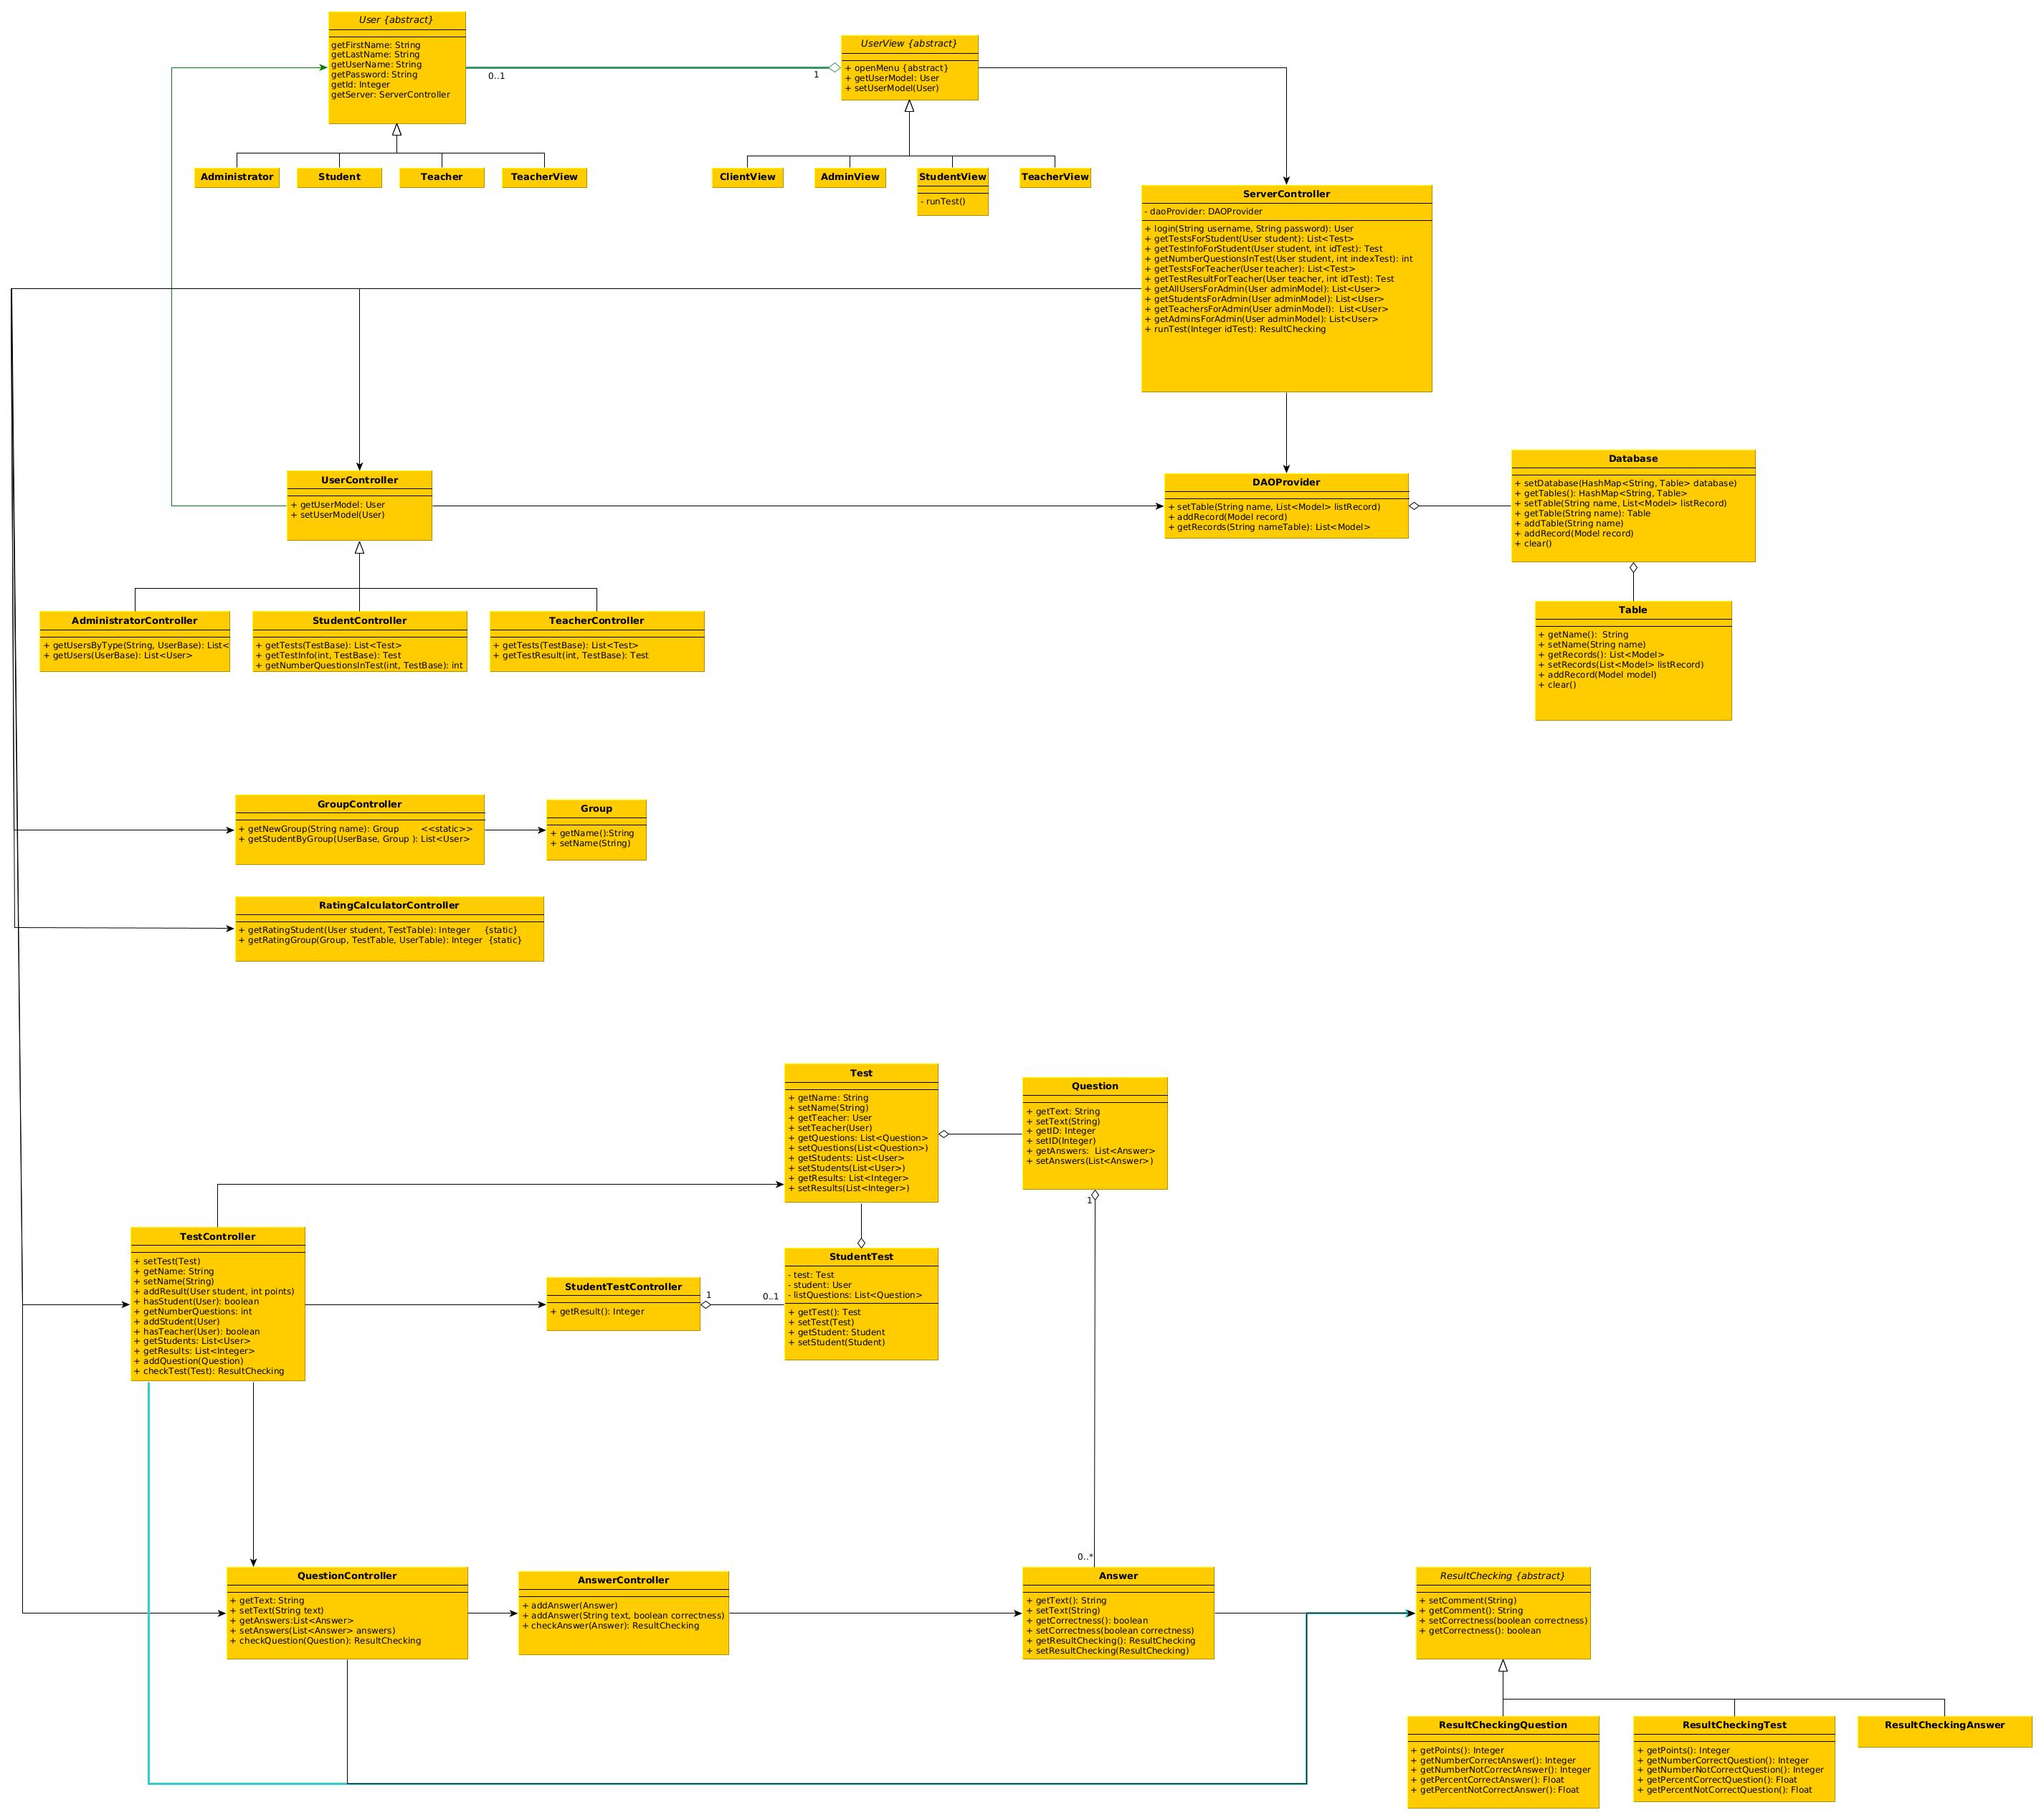 User {abstract}
getFirstName: String
getLastName: String
getUserName: String
getPassword: String
getId: Integer
getServer: ServerController
0..1
1
UserView {abstract}
+ openMenu {abstract}
+ getUserModel: User
+ setUserModel(User)
Administrator
Student
Teacher
TeacherView
ClientView
AdminView
StudentView
- runTest()
TeacherView
ServerController
- daoProvider: DAOProvider
+ login(String username, String password): User
+ getTestsForStudent(User student): List<Test>
+ getTestInfoForStudent(User student, int idTest): Test
+ getNumberQuestionsInTest(User student, int indexTest): int
+ getTestsForTeacher(User teacher): List<Test>
+ getTestResultForTeacher(User teacher, int idTest): Test
+ getAllUsersForAdmin(User adminModel): List<User>
+ getStudentsForAdmin(User adminModel): List<User>
+ getTeachersForAdmin(User adminModel):  List<User>
+ getAdminsForAdmin(User adminModel): List<User>
+ runTest(Integer idTest): ResultChecking
UserController
+ getUserModel: User
+ setUserModel(User)
DAOProvider
+ setTable(String name, List<Model> listRecord)
+ addRecord(Model record)
+ getRecords(String nameTable): List<Model>
Database
+ setDatabase(HashMap<String, Table> database)
+ getTables(): HashMap<String, Table>
+ setTable(String name, List<Model> listRecord)
+ getTable(String name): Table
+ addTable(String name)
+ addRecord(Model record)
+ clear()
AdministratorController
+ getUsersByType(String, UserBase): List<
+ getUsers(UserBase): List<User>
StudentController
+ getTests(TestBase): List<Test>
+ getTestInfo(int, TestBase): Test
+ getNumberQuestionsInTest(int, TestBase): int
TeacherController
+ getTests(TestBase): List<Test>
+ getTestResult(int, TestBase): Test
Table
+ getName():  String
+ setName(String name)
+ getRecords(): List<Model>
+ setRecords(List<Model> listRecord)
+ addRecord(Model model)
+ clear()
GroupController
+ getNewGroup(String name): Group <<static>>
+ getStudentByGroup(UserBase, Group ): List<User>
Group
+ getName():String
+ setName(String)
RatingCalculatorController
+ getRatingStudent(User student, TestTable): Integer {static}
+ getRatingGroup(Group, TestTable, UserTable): Integer {static}
Test
+ getName: String
+ setName(String)
+ getTeacher: User
+ setTeacher(User)
+ getQuestions: List<Question>
+ setQuestions(List<Question>)
+ getStudents: List<User>
+ setStudents(List<User>)
+ getResults: List<Integer>
+ setResults(List<Integer>)
Question
+ getText: String
+ setText(String)
+ getID: Integer
+ setID(Integer)
+ getAnswers:  List<Answer>
+ setAnswers(List<Answer>)
1
TestController
+ setTest(Test)
+ getName: String
+ setName(String)
+ addResult(User student, int points)
+ hasStudent(User): boolean
+ getNumberQuestions: int
+ addStudent(User)
+ hasTeacher(User): boolean
+ getStudents: List<User>
+ getResults: List<Integer>
+ addQuestion(Question)
+ checkTest(Test): ResultChecking
StudentTestController
+ getResult(): Integer
1
0..1
StudentTest
- test: Test
- student: User
- listQuestions: List<Question>
+ getTest(): Test
+ setTest(Test)
+ getStudent: Student
+ setStudent(Student)
0..*
QuestionController
+ getText: String
+ setText(String text)
+ getAnswers:List<Answer>
+ setAnswers(List<Answer> answers)
+ checkQuestion(Question): ResultChecking
AnswerController
+ addAnswer(Answer)
+ addAnswer(String text, boolean correctness)
+ checkAnswer(Answer): ResultChecking
Answer
+ getText(): String
+ setText(String)
+ getCorrectness(): boolean
+ setCorrectness(boolean correctness)
+ getResultChecking(): ResultChecking
+ setResultChecking(ResultChecking)
ResultChecking {abstract}
+ setComment(String)
+ getComment(): String
+ setCorrectness(boolean correctness)
+ getCorrectness(): boolean
ResultCheckingQuestion
+ getPoints(): Integer
+ getNumberCorrectAnswer(): Integer
+ getNumberNotCorrectAnswer(): Integer
+ getPercentCorrectAnswer(): Float
+ getPercentNotCorrectAnswer(): Float
ResultCheckingTest
+ getPoints(): Integer
+ getNumberCorrectQuestion(): Integer
+ getNumberNotCorrectQuestion(): Integer
+ getPercentCorrectQuestion(): Float
+ getPercentNotCorrectQuestion(): Float
ResultCheckingAnswer